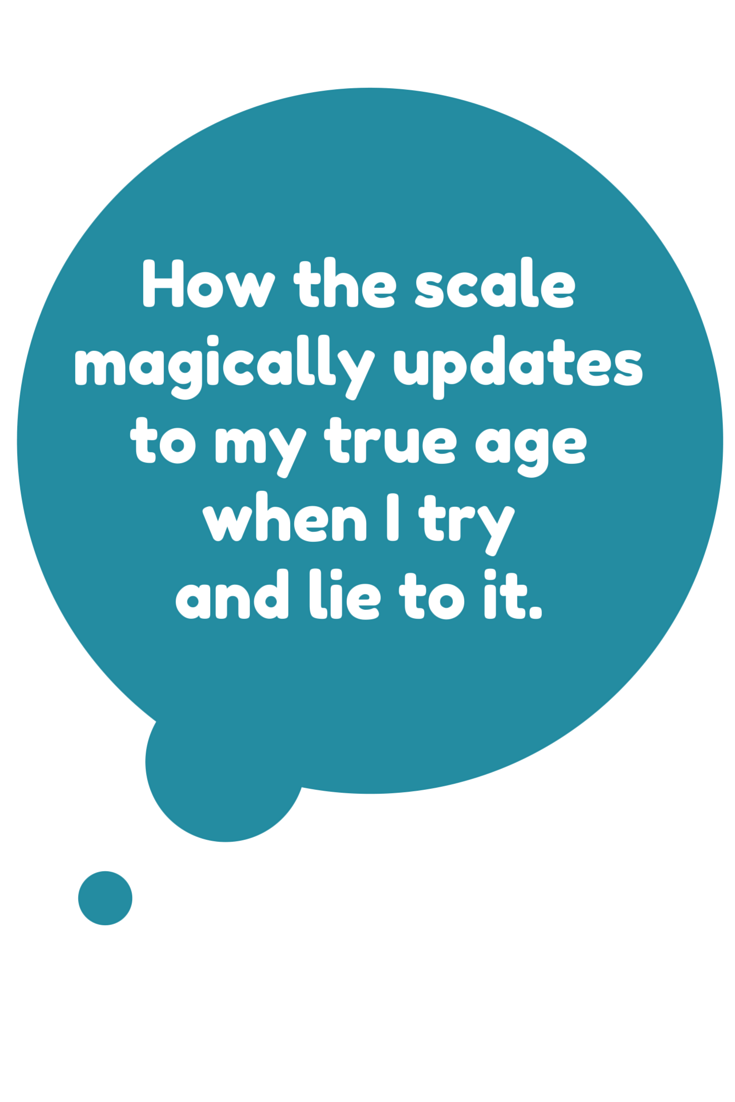 How the scale
magically updates
to my true age
when I try
and lie to it.